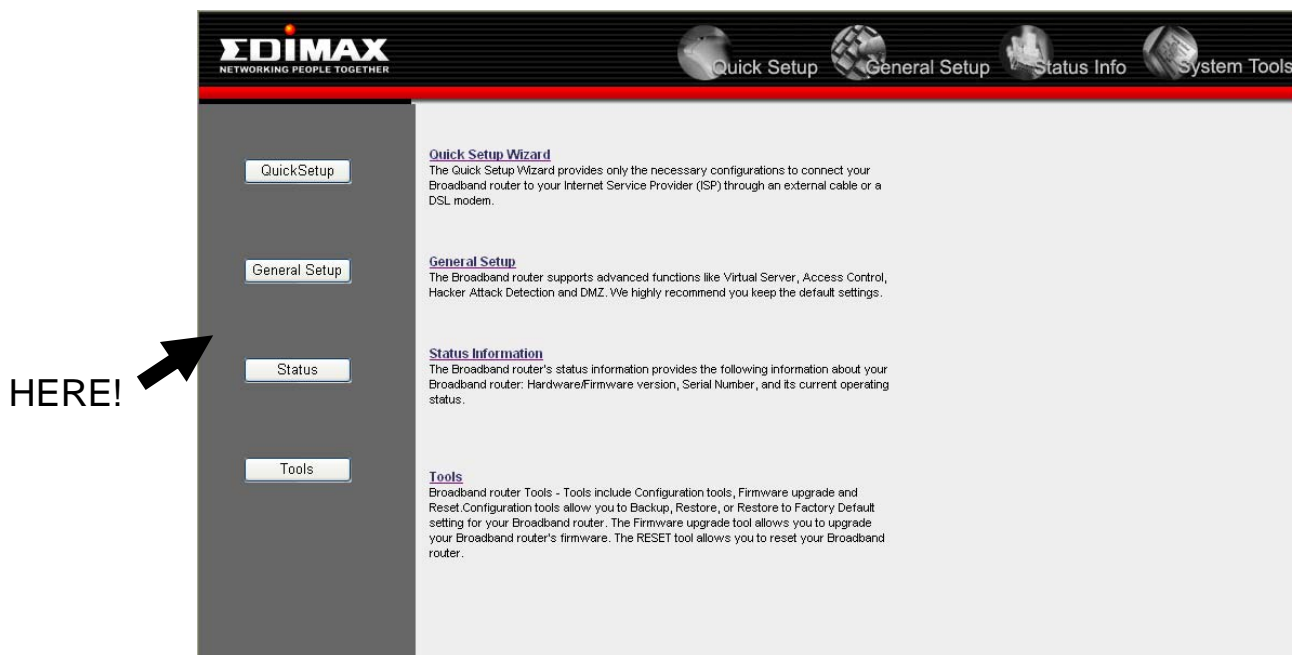 EDIMAX
NETWORKING PEOPLE TOGETHER
Quick Setup
General Setup
Status Info
System Tools
QuickSetup
Quick Setup Wizard
The Quick Setup Wizard provides only the necessary configurations to connect your
Broadband router to your Internet Service Provider (ISP) through an external cable or a
DSL modem.
General Setup
General Setup
The Broadband router supports advanced functions like Virtual Server, Access Control,
Hacker Attack Detection and DMZ. We highly recommend you keep the default settings.
HERE!
Status
Status Information
The Broadband router's status information provides the following information about your
Broadband router: Hardware/Firmware version, Serial Number, and its current operating
status.
Tools
Tools
Broadband router Tools - Tools include Configuration tools, Firmware upgrade and
Reset.Configuration tools allow you to Backup, Restore, or Restore to Factory Default
setting for your Broadband router. The Firmware upgrade tool allows you to upgrade
your Broadband router's firmware. The RESET tool allows you to reset your Broadband
router.